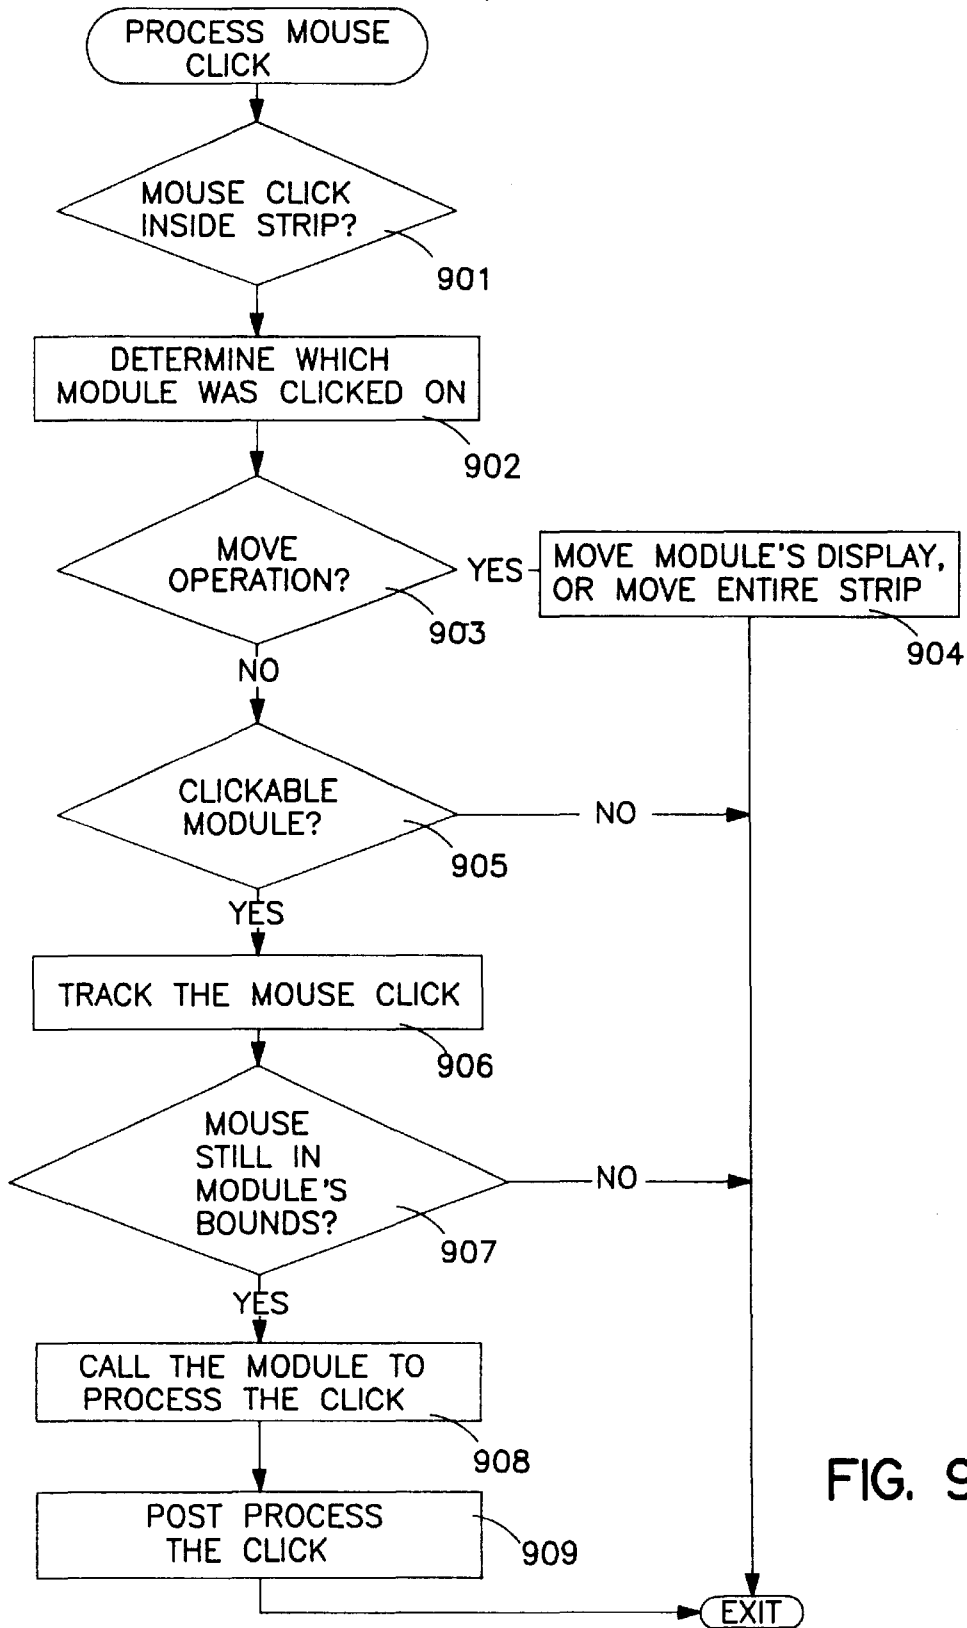 PROCESS MOUSE
CLICK
MOUSE CLICK
INSIDE STRIP?
901
DETERMINE WHICH
MODULE WAS CLICKED ON
902
MOVE
OPERATION?
903
YES
MOVE MODULE'S DISPLAY,
OR MOVE ENTIRE STRIP
904
NO
CLICKABLE
MODULE?
905
NO
YES
TRACK THE MOUSE CLICK
906
MOUSE
STILL IN
MODULE'S
BOUNDS?
907
NO
YES
CALL THE MODULE TO
PROCESS THE CLICK
908
POST PROCESS
THE CLICK
909
FIG. 9
EXIT